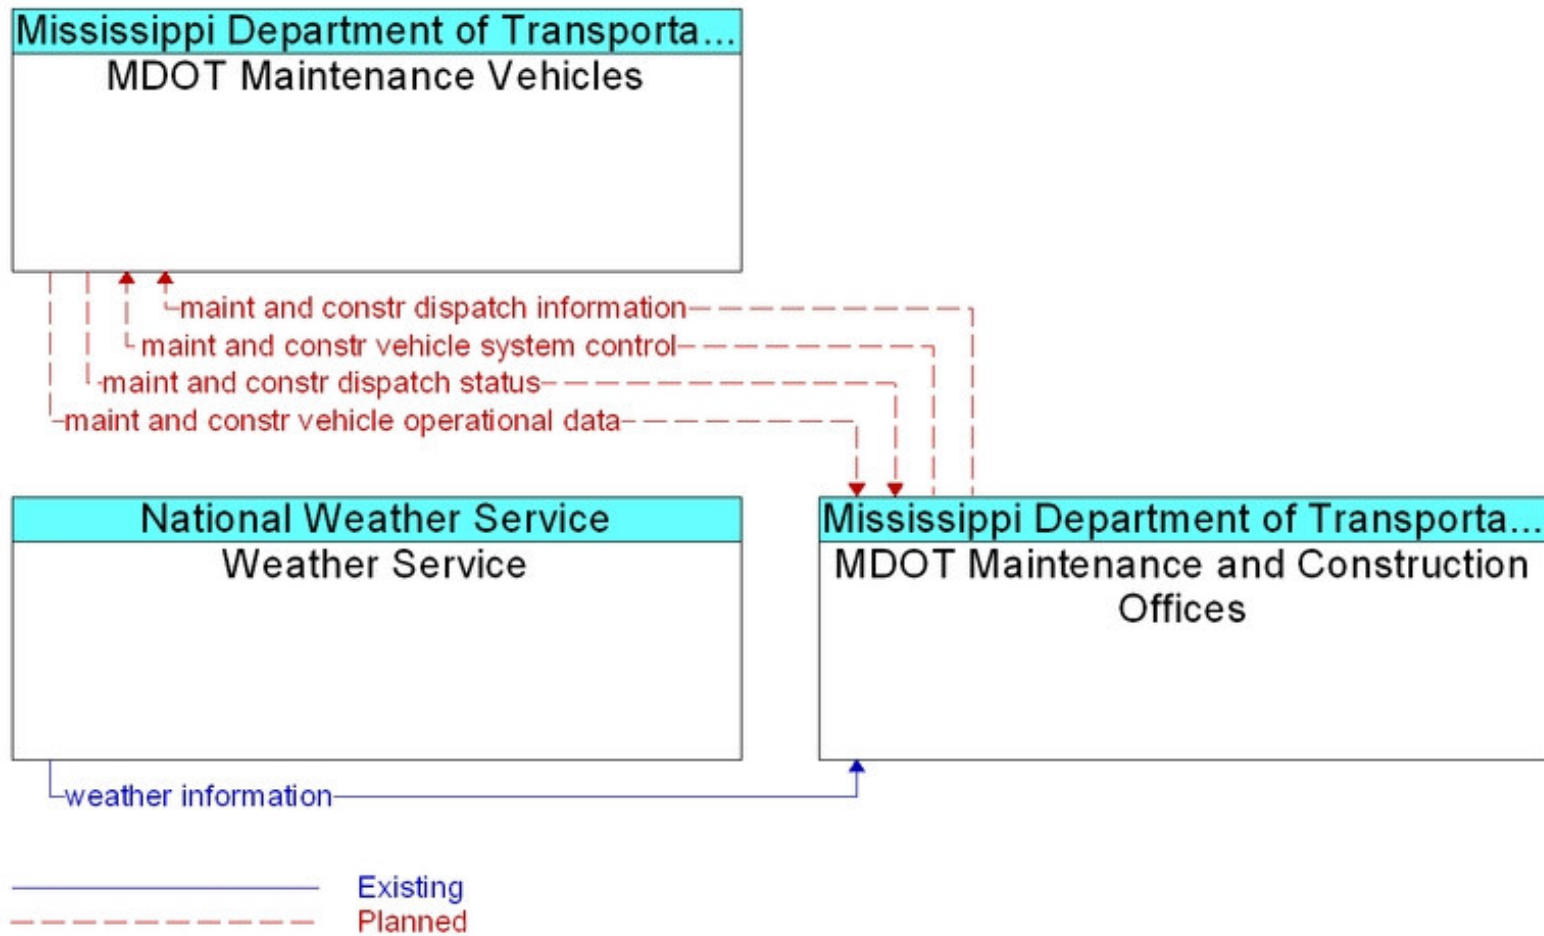 Mississippi Department of Transporta...
MDOT Maintenance Vehicles
maint and constr dispatch information
maint and constr vehicle system control
maint and constr dispatch status
maint and constr vehicle operational data
National Weather Service
Weather Service
Mississippi Department of Transporta...
MDOT Maintenance and Construction
Offices
weather information
Existing
Planned